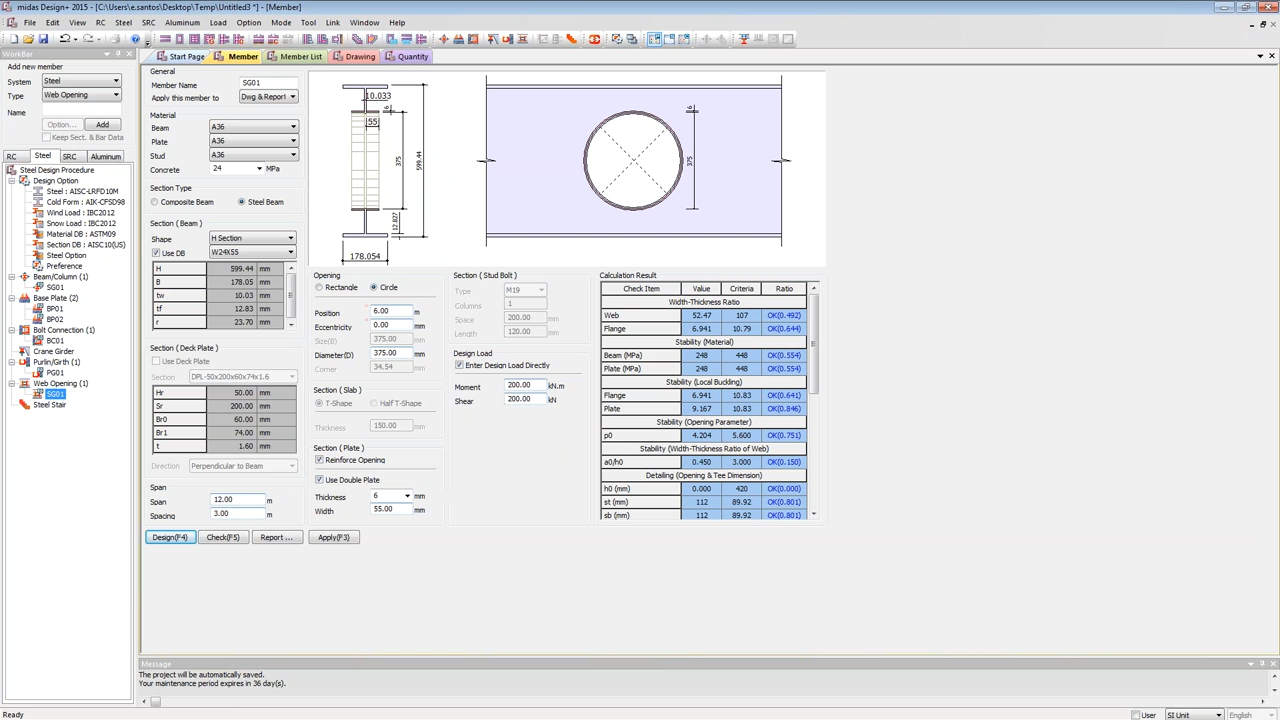 midas Design+ 2015 - [C:\Users\e.santos\Desktop\Temp\Untitled3 *] - [Member]
File Edit View RC Steel SRC Aluminum Load Option Mode Tool Link Window Help
WorkBar
Start Page Member Member List Drawing Quantity
Add new member
System Steel
Type Web Opening
Name
Option... Add
Keep Sect. & Bar Data
RC Steel SRC Aluminum
Steel Design Procedure
Design Option
Steel : AISC-LRFD10M
Cold Form : AIK-CFSD98
Wind Load : IBC2012
Snow Load : IBC2012
Material DB : ASTM09
Section DB : AISC10(US)
Steel Option
Preference
Beam/Column (1)
SG01
Base Plate (2)
BP01
BP02
Bolt Connection (1)
BC01
Crane Girder
Purlin/Girth (1)
PG01
Web Opening (1)
SG01
Steel Stair
General
Member Name SG01
Apply this member to Dwg & Report
Material
Beam A36
Plate A36
Stud A36
Concrete 24 MPa
Section Type
Composite Beam Steel Beam
Section ( Beam )
Shape H Section
Use DB W24X55
H 599.44 mm
B 178.05 mm
tw 10.03 mm
tf 12.83 mm
r 23.70 mm
Section ( Deck Plate )
Use Deck Plate
Section DPL-50x200x60x74x1.6
Hr 50.00 mm
Sr 200.00 mm
Br0 60.00 mm
Br1 74.00 mm
t 1.60 mm
Direction Perpendicular to Beam
Span
Span 12.00 m
Spacing 3.00 m
Design(F4) Check(F5) Report ... Apply(F3)
10.033
6
55
375
599.44
12.827
178.054
6
375
Opening
Rectangle Circle
Position 6.00 m
Eccentricity 0.00 mm
Size(B) 375.00 mm
Diameter(D) 375.00 mm
Corner 34.54 mm
Section ( Slab )
T-Shape Half T-Shape
Thickness 150.00 mm
Section ( Plate )
Reinforce Opening
Use Double Plate
Thickness 6 mm
Width 55.00 mm
Section ( Stud Bolt )
Type M19
Columns 1
Space 200.00 mm
Length 120.00 mm
Design Load
Enter Design Load Directly
Moment 200.00 kN.m
Shear 200.00 kN
Calculation Result
Check Item Value Criteria Ratio
Width-Thickness Ratio
Web 52.47 107 OK(0.492)
Flange 6.941 10.79 OK(0.644)
Stability (Material)
Beam (MPa) 248 448 OK(0.554)
Plate (MPa) 248 448 OK(0.554)
Stability (Local Buckling)
Flange 6.941 10.83 OK(0.641)
Plate 9.167 10.83 OK(0.846)
Stability (Opening Parameter)
p0 4.204 5.600 OK(0.751)
Stability (Width-Thickness Ratio of Web)
a0/h0 0.450 3.000 OK(0.150)
Detailing (Opening & Tee Dimension)
h0 (mm) 0.000 420 OK(0.000)
st (mm) 112 89.92 OK(0.801)
sb (mm) 112 89.92 OK(0.801)
Message
The project will be automatically saved.
Your maintenance period expires in 36 day(s).
Ready User SI Unit English